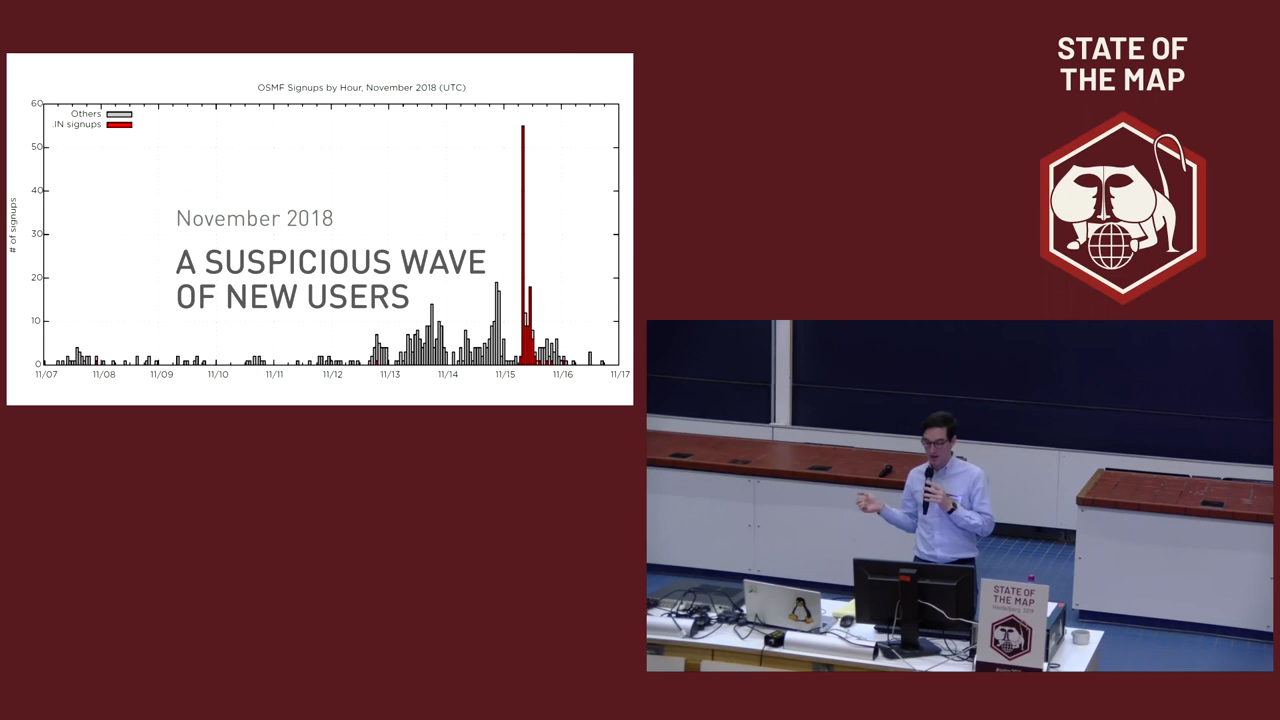 OSMF Signups by Hour, November 2018 (UTC)
60
Others
.IN signups
50
40
# of signups
30
November 2018
A SUSPICIOUS WAVE
OF NEW USERS
20
10
0
11/07 11/08 11/09 11/10 11/11 11/12 11/13 11/14 11/15 11/16 11/17
STATE OF
THE MAP
STATE OF
THE MAP
Heidelberg 2019